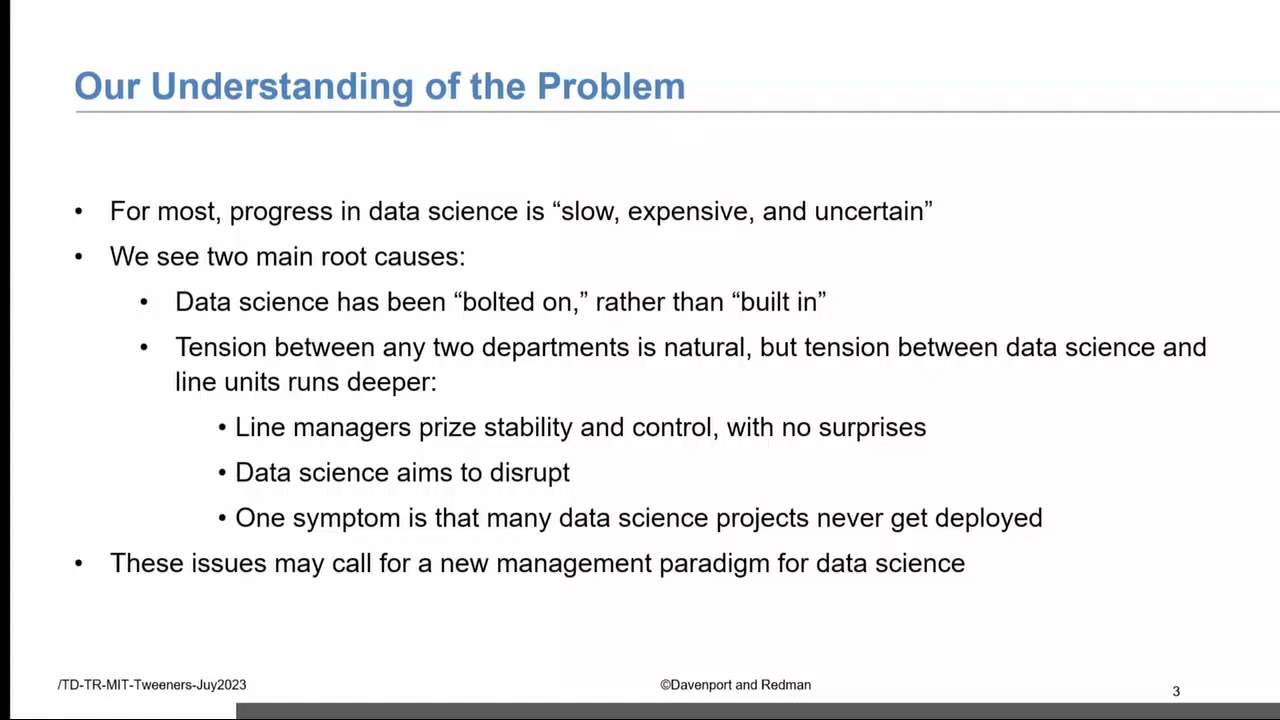 Our Understanding of the Problem
• For most, progress in data science is “slow, expensive, and uncertain”
• We see two main root causes:
• Data science has been “bolted on,” rather than “built in”
• Tension between any two departments is natural, but tension between data science and
line units runs deeper:
• Line managers prize stability and control, with no surprises
• Data science aims to disrupt
• One symptom is that many data science projects never get deployed
• These issues may call for a new management paradigm for data science
/TD-TR-MIT-Tweeners-Juy2023
©Davenport and Redman
3